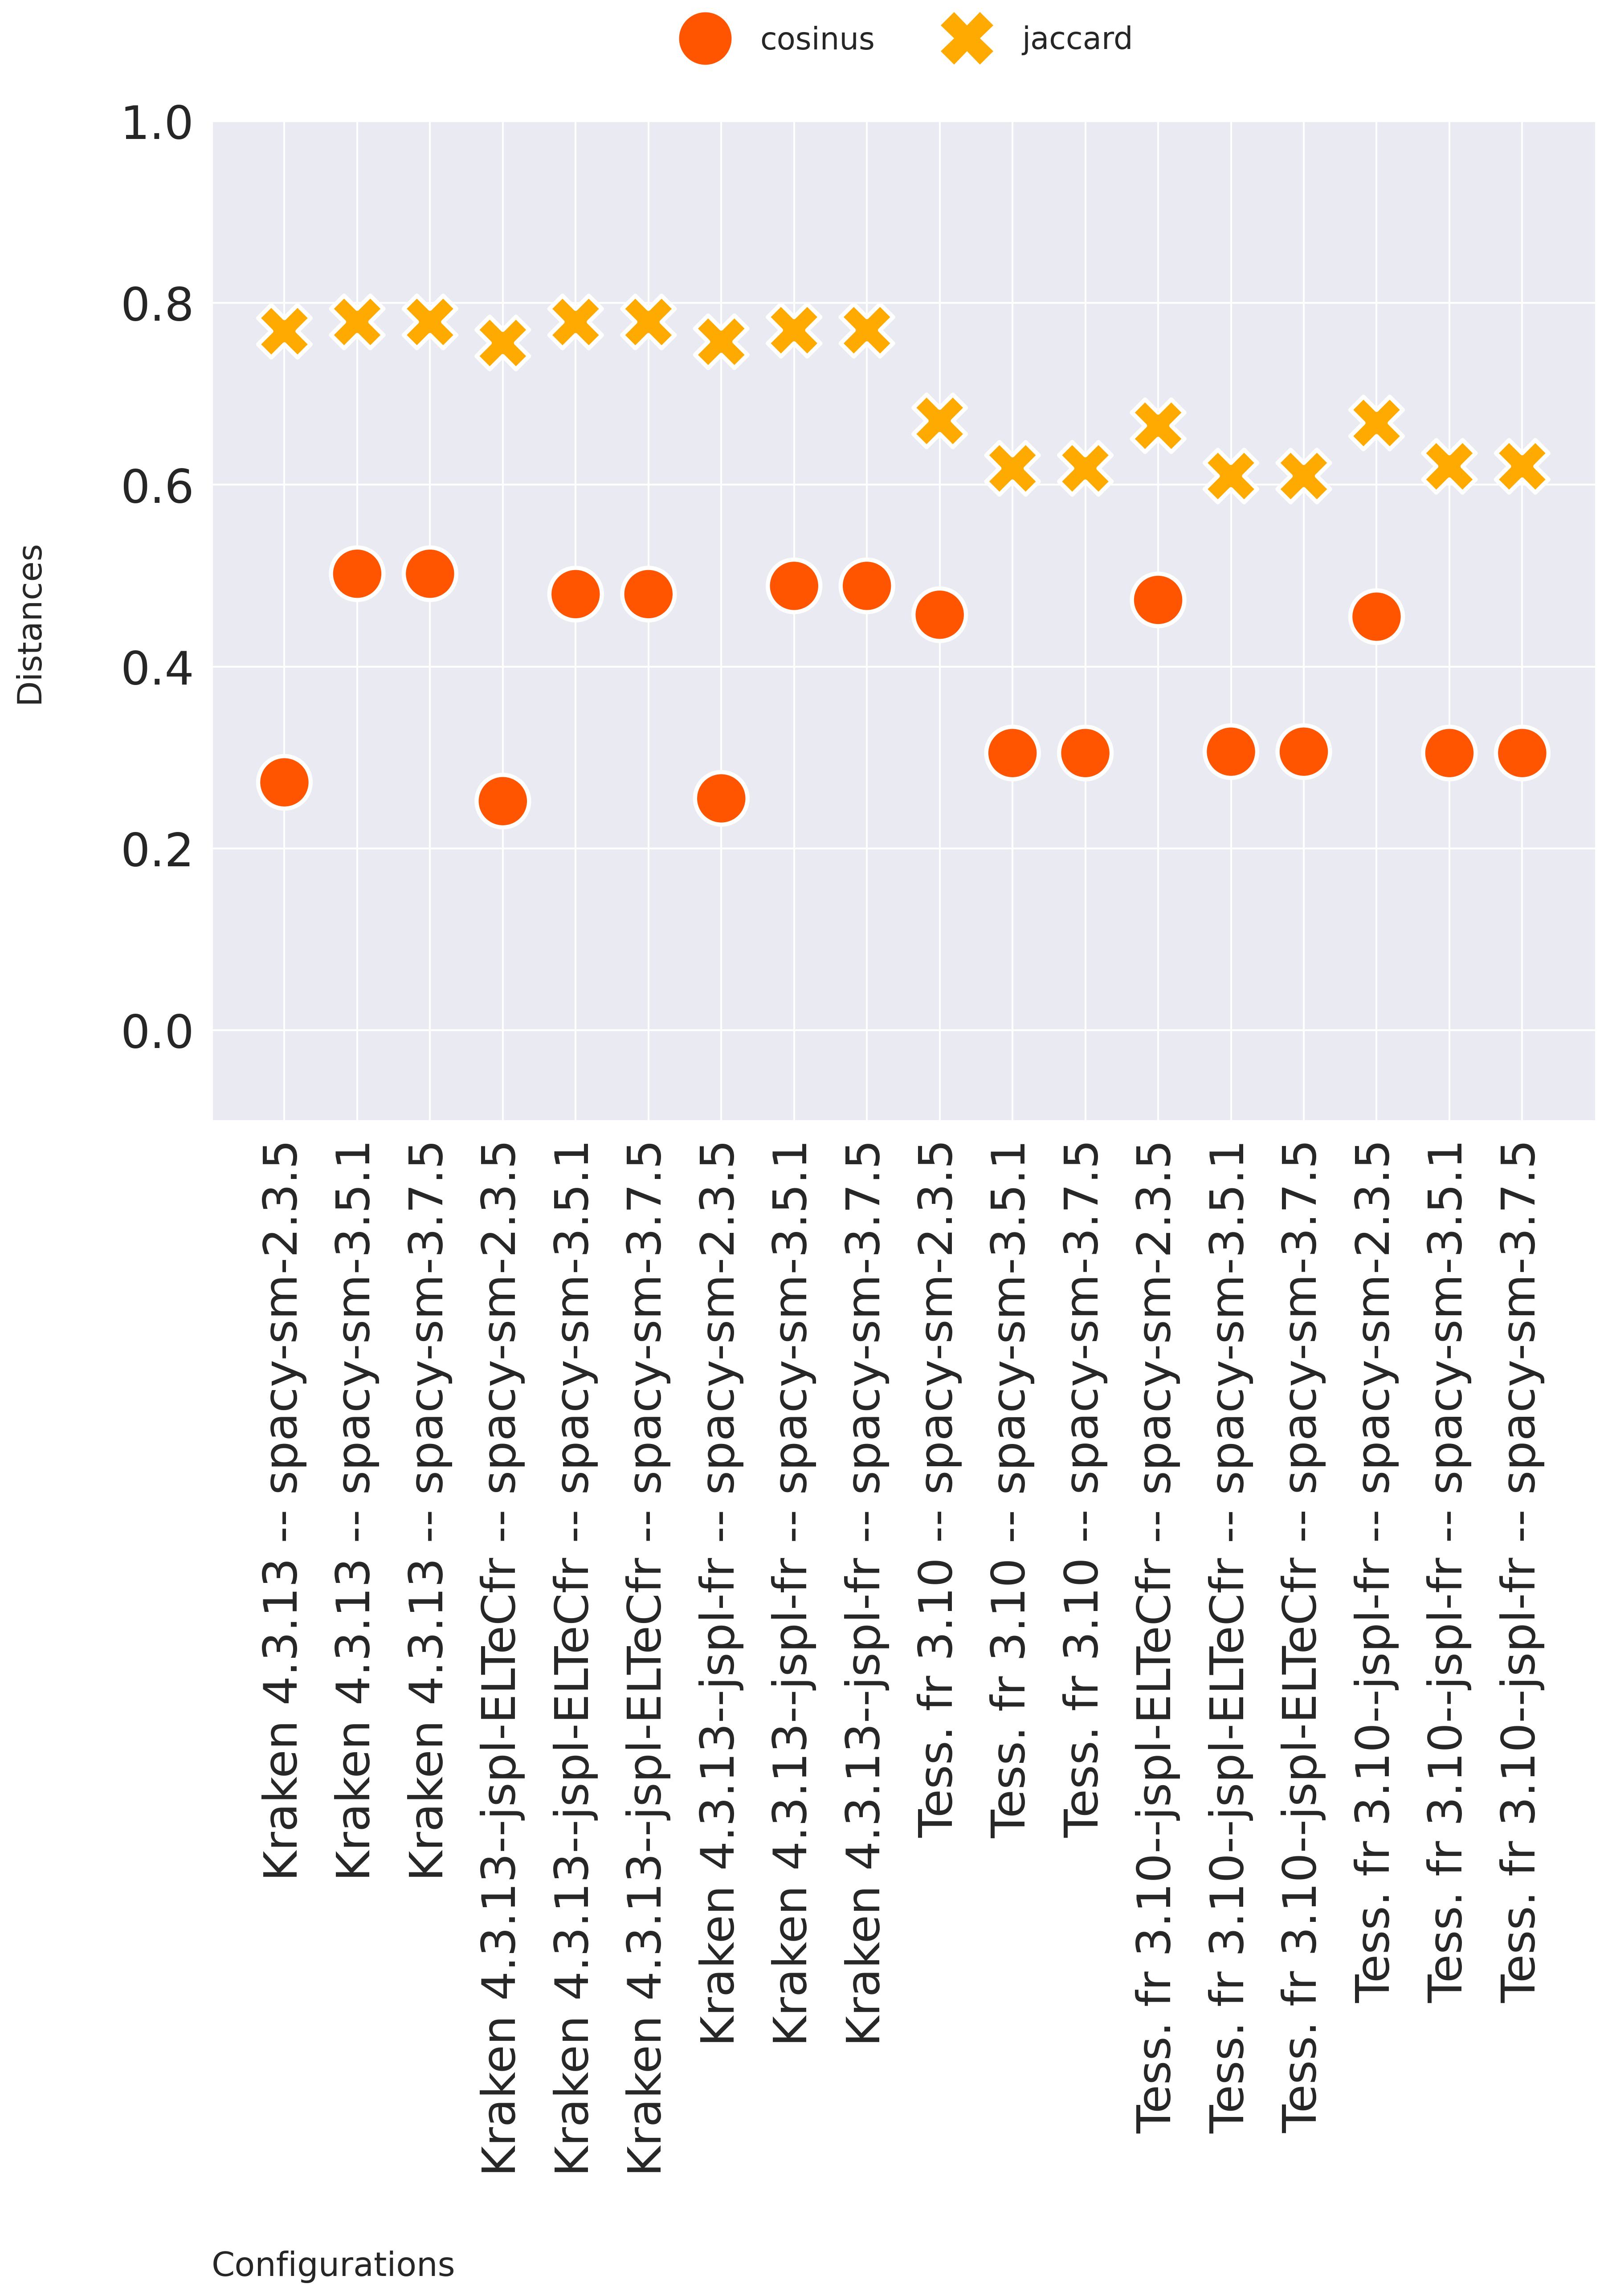 cosinus jaccard
1.0
0.8
0.6
0.4
0.2
0.0
Distances
Kraken 4.3.13 -- spacy-sm-2.3.5
Kraken 4.3.13 -- spacy-sm-3.5.1
Kraken 4.3.13 -- spacy-sm-3.7.5
Kraken 4.3.13--jspl-ELTeCfr -- spacy-sm-2.3.5
Kraken 4.3.13--jspl-ELTeCfr -- spacy-sm-3.5.1
Kraken 4.3.13--jspl-ELTeCfr -- spacy-sm-3.7.5
Kraken 4.3.13--jspl-fr -- spacy-sm-2.3.5
Kraken 4.3.13--jspl-fr -- spacy-sm-3.5.1
Kraken 4.3.13--jspl-fr -- spacy-sm-3.7.5
Tess. fr 3.10 -- spacy-sm-2.3.5
Tess. fr 3.10 -- spacy-sm-3.5.1
Tess. fr 3.10 -- spacy-sm-3.7.5
Tess. fr 3.10--jspl-ELTeCfr -- spacy-sm-2.3.5
Tess. fr 3.10--jspl-ELTeCfr -- spacy-sm-3.5.1
Tess. fr 3.10--jspl-ELTeCfr -- spacy-sm-3.7.5
Tess. fr 3.10--jspl-fr -- spacy-sm-2.3.5
Tess. fr 3.10--jspl-fr -- spacy-sm-3.5.1
Tess. fr 3.10--jspl-fr -- spacy-sm-3.7.5
Configurations